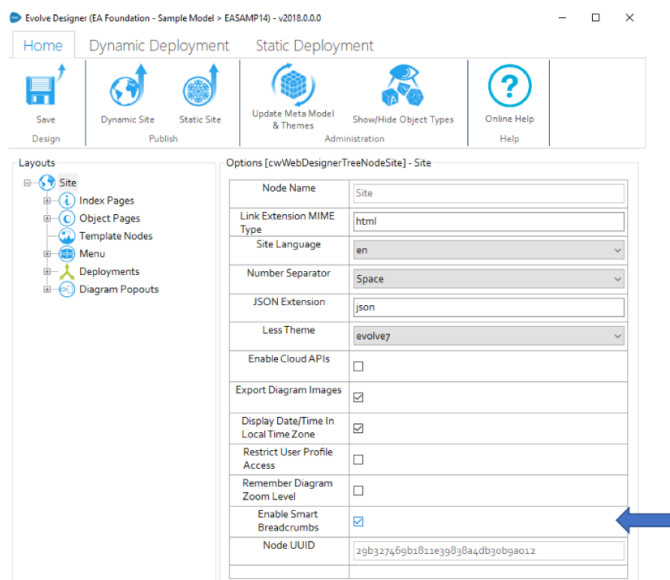 Evolve Designer (EA Foundation - Sample Model > EASAMP14) - v2018.0.0.0
Home Dynamic Deployment Static Deployment
Save
Dynamic Site
Static Site
Update Meta Model
& Themes
Show/Hide Object Types
Online Help
Design
Publish
Administration
Help
Layouts
Site
Index Pages
Object Pages
Template Nodes
Menu
Deployments
Diagram Popouts
Options [cwWebDesignerTreeNodeSite] - Site
Node Name
Site
Link Extension MIME
Type
html
Site Language
en
Number Separator
Space
JSON Extension
json
Less Theme
evolve7
Enable Cloud APIs
Export Diagram Images
Display Date/Time In
Local Time Zone
Restrict User Profile
Access
Remember Diagram
Zoom Level
Enable Smart
Breadcrumbs
Node UUID
29b327469b1811e39838a4db30b9a012